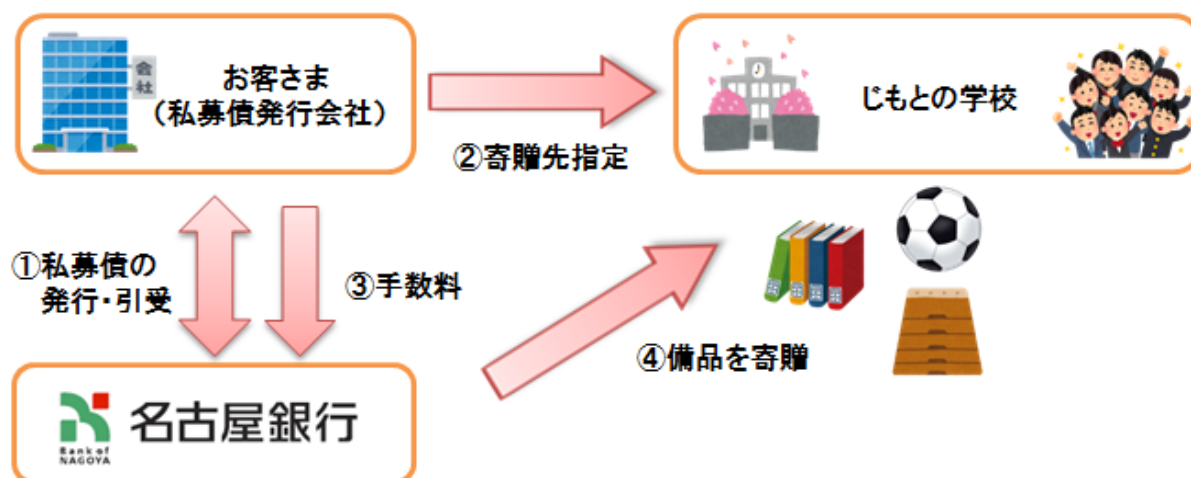 会
社
お客さま
（私募債発行会社）
②寄贈先指定
じもとの学校
①私募債の
発行・引受
③手数料
④備品を寄贈
Bank of
NAGOYA
名古屋銀行